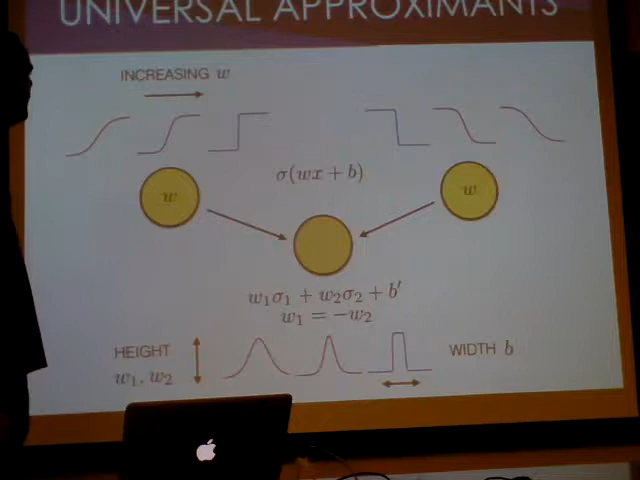 UNIVERSAL APPROXIMANTS
INCREASING w
σ(wx + b)
w
w
w₁σ₁ + w₂σ₂ + b′
w₁ = −w₂
HEIGHT
w₁, w₂
WIDTH b